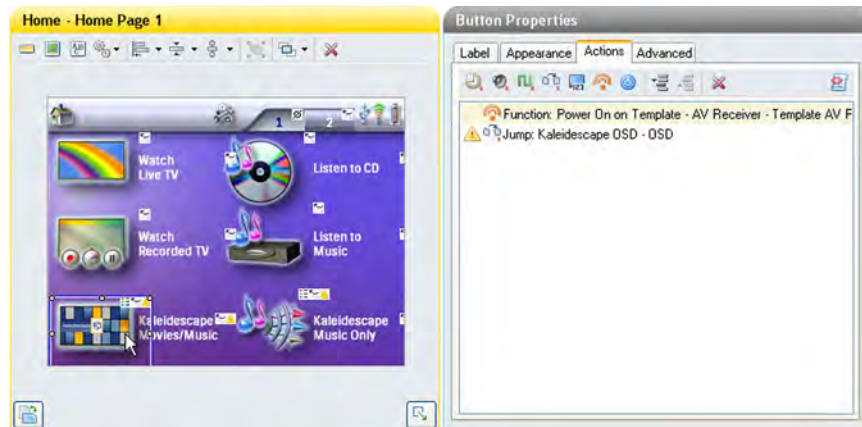 Home - Home Page 1
1
2
Watch
Live TV
Listen to CD
Watch
Recorded TV
Listen to
Music
Kaleidescape
Movies/Music
Kaleidescape
Music Only
Button Properties
Label
Appearance
Actions
Advanced
Function: Power On on Template - AV Receiver - Template AV F
Jump: Kaleidescape OSD - OSD